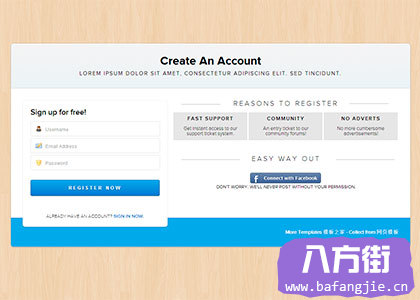 Create An Account
LOREM IPSUM DOLOR SIT AMET, CONSECTETUR ADIPISCING ELIT. SED TINCIDUNT.
Sign up for free!
Username
Email Address
Password
REGISTER NOW
ALREADY HAVE AN ACCOUNT? SIGN IN NOW.
REASONS TO REGISTER
FAST SUPPORT
Get instant access to our
support ticket system.
COMMUNITY
An entry ticket to our
community forums!
NO ADVERTS
No more cumbersome
advertisements!
EASY WAY OUT
Connect with Facebook
DON'T WORRY. WE'LL NEVER POST WITHOUT YOUR PERMISSION.
More Templates 模板之家 - Collect from 网页模板
八方街
www.bafangjie.cn